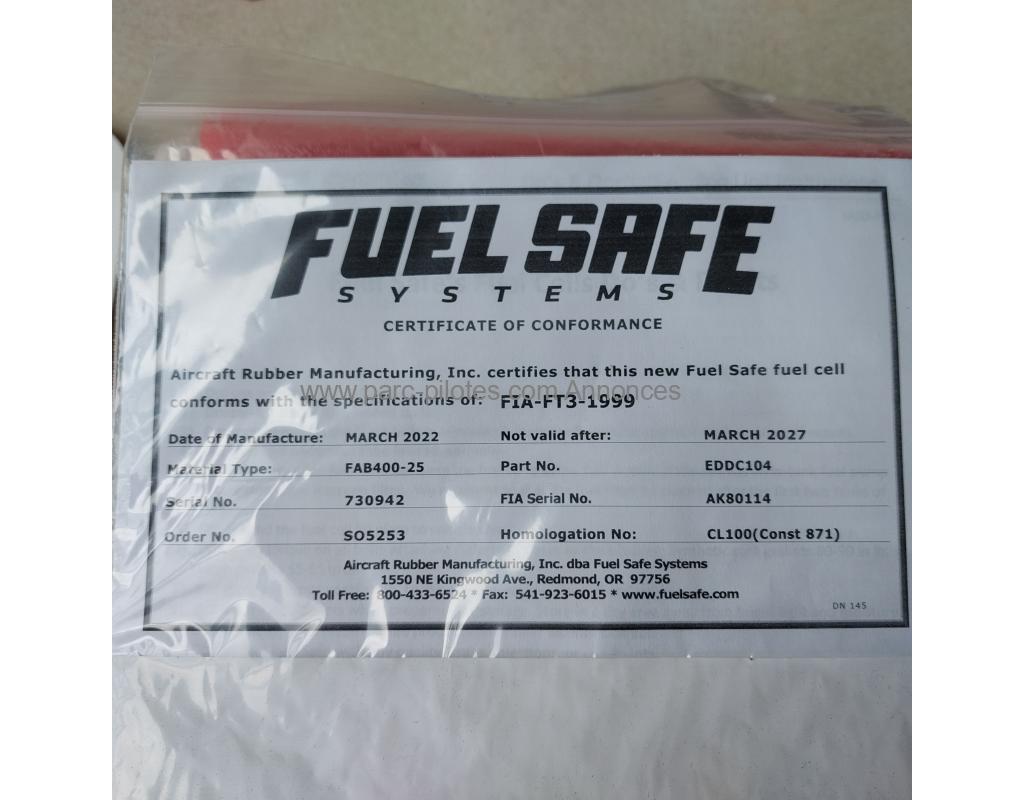 FUEL SAFE
SYSTEMS
CERTIFICATE OF CONFORMANCE
Aircraft Rubber Manufacturing, Inc. certifies that this new Fuel Safe fuel cell
www.parc-pilotes.com Annonces
conforms with the specifications of: FIA-FT3-1999
Date of Manufacture: MARCH 2022 Not valid after: MARCH 2027
Material Type: FAB400-25 Part No. EDDC104
Serial No. 730942 FIA Serial No. AK80114
Order No. SO5253 Homologation No: CL100(Const 871)
Aircraft Rubber Manufacturing, Inc. dba Fuel Safe Systems
1550 NE Kingwood Ave., Redmond, OR 97756
Toll Free: 800-433-6524 * Fax: 541-923-6015 * www.fuelsafe.com
DN 145